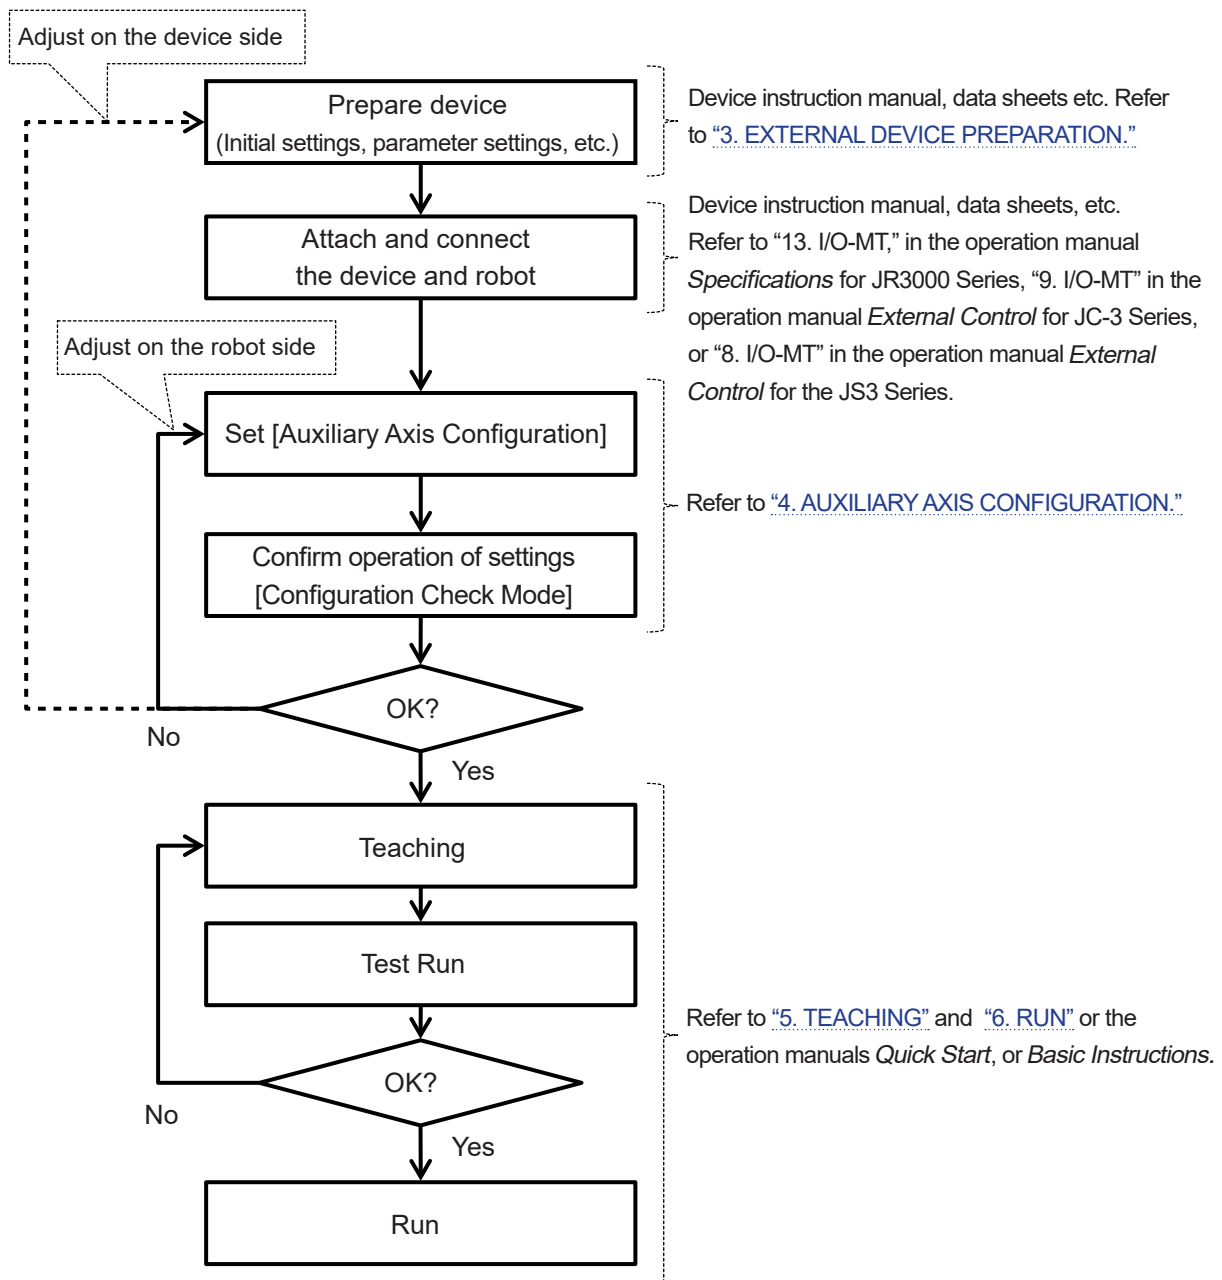 Adjust on the device side
Prepare device
(Initial settings, parameter settings, etc.)
Device instruction manual, data sheets etc. Refer
to “3. EXTERNAL DEVICE PREPARATION.”
Attach and connect
the device and robot
Device instruction manual, data sheets, etc.
Refer to “13. I/O-MT,” in the operation manual
Specifications for JR3000 Series, “9. I/O-MT” in the
operation manual External Control for JC-3 Series,
or “8. I/O-MT” in the operation manual External
Control for the JS3 Series.
Adjust on the robot side
Set [Auxiliary Axis Configuration]
Confirm operation of settings
[Configuration Check Mode]
Refer to “4. AUXILIARY AXIS CONFIGURATION.”
OK?
No
Yes
Teaching
Test Run
Refer to “5. TEACHING” and “6. RUN” or the
operation manuals Quick Start, or Basic Instructions.
OK?
No
Yes
Run